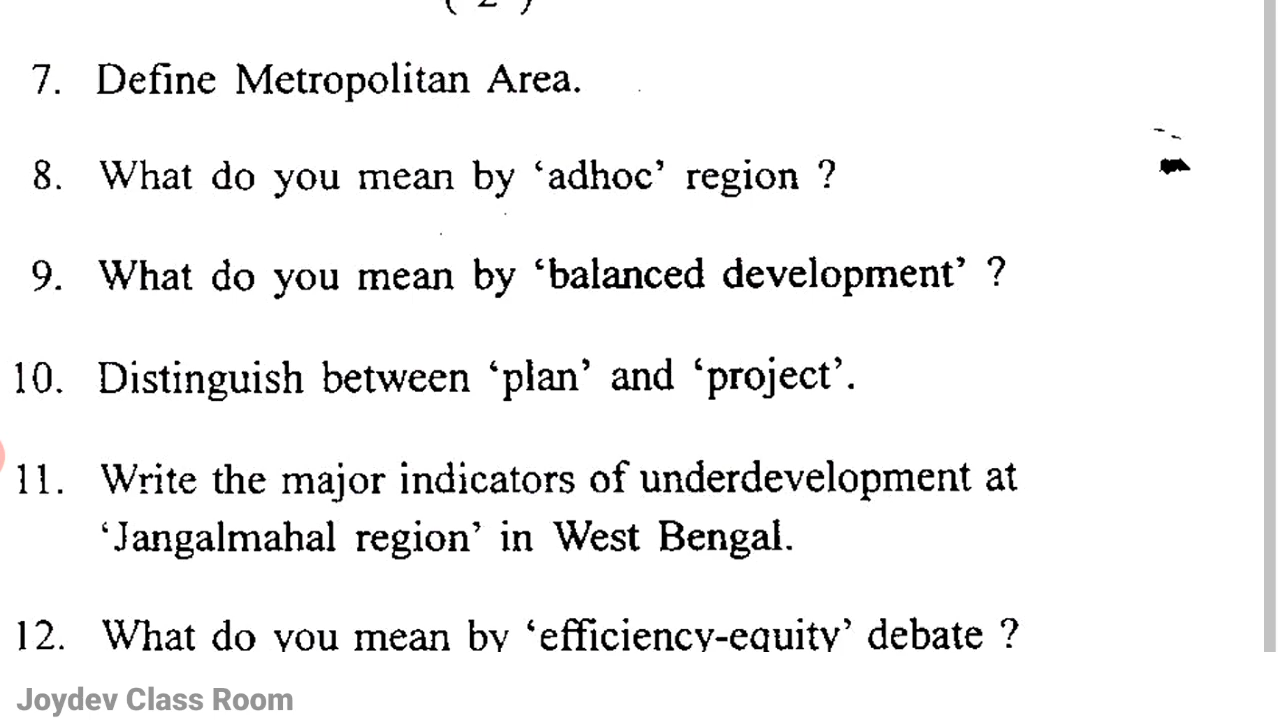 ( 2 )
7. Define Metropolitan Area.
8. What do you mean by ‘adhoc’ region ?
9. What do you mean by ‘balanced development’ ?
10. Distinguish between ‘plan’ and ‘project’.
11. Write the major indicators of underdevelopment at
‘Jangalmahal region’ in West Bengal.
12. What do you mean by ‘efficiency-equity’ debate ?
Joydev Class Room